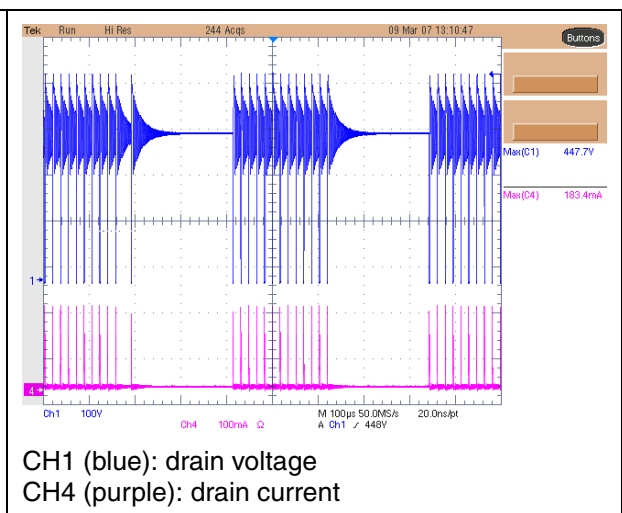 Tek Run Hi Res 244 Acqs 09 Mar 07 13:10:47
Buttons
Max(C1) 447.7V
Max(C4) 183.4mA
1
4
Ch1 100V M 100µs 50.0MS/s 20.0ns/pt
Ch4 100mA Ω A Ch1 ⁄ 448V
CH1 (blue): drain voltage
CH4 (purple): drain current